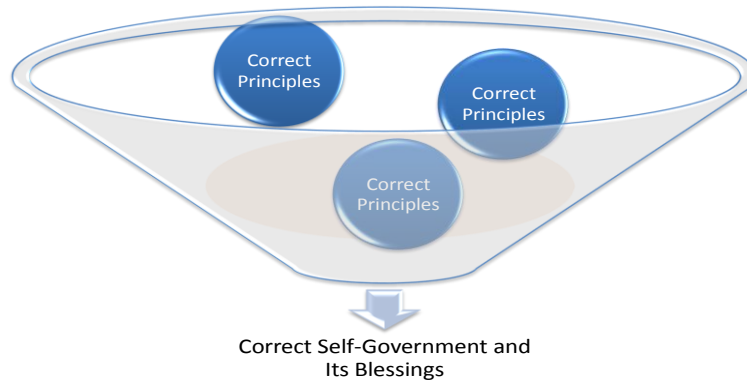 Correct
Principles
Correct
Principles
Correct
Principles
Correct Self-Government and
Its Blessings